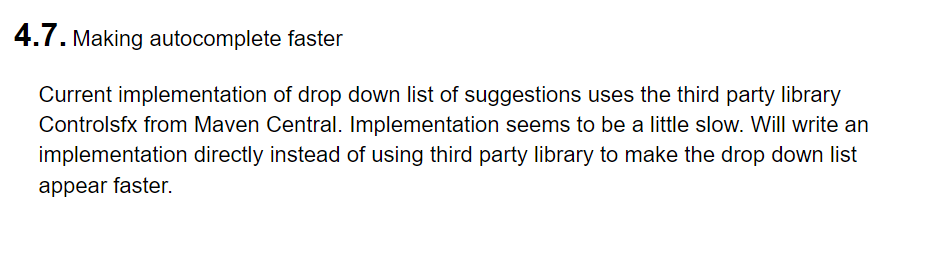 4.7. Making autocomplete faster
Current implementation of drop down list of suggestions uses the third party library
Controlsfx from Maven Central. Implementation seems to be a little slow. Will write an
implementation directly instead of using third party library to make the drop down list
appear faster.